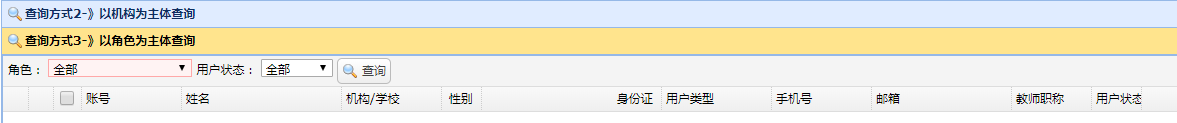 查询方式2-》以机构为主体查询
查询方式3-》以角色为主体查询
角色： 全部 用户状态： 全部 查询
账号 姓名 机构/学校 性别 身份证 用户类型 手机号 邮箱 教师职称 用户状态